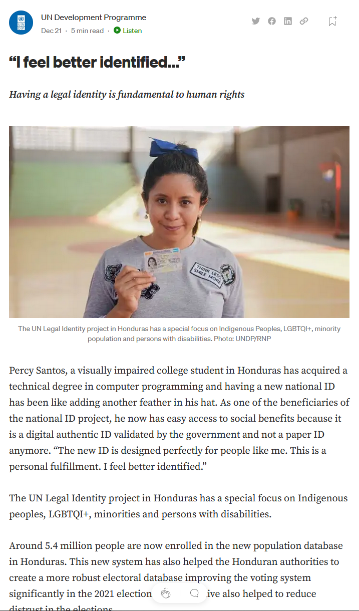 UN Development Programme
Dec 21 · 5 min read · Listen
“I feel better identified...”
Having a legal identity is fundamental to human rights
The UN Legal Identity project in Honduras has a special focus on Indigenous Peoples, LGBTQI+, minority
population and persons with disabilities. Photo: UNDP/RNP
Percy Santos, a visually impaired college student in Honduras has acquired a
technical degree in computer programming and having a new national ID
has been like adding another feather in his hat. As one of the beneficiaries of
the national ID project, he now has easy access to social benefits because it
is a digital authentic ID validated by the government and not a paper ID
anymore. “The new ID is designed perfectly for people like me. This is a
personal fulfillment. I feel better identified.”
The UN Legal Identity project in Honduras has a special focus on Indigenous
peoples, LGBTQI+, minorities and persons with disabilities.
Around 5.4 million people are now enrolled in the new population database
in Honduras. This new system has also helped the Honduran authorities to
create a more robust electoral database improving the voting system
significantly in the 2021 election ive also helped to reduce
distrust in the elections